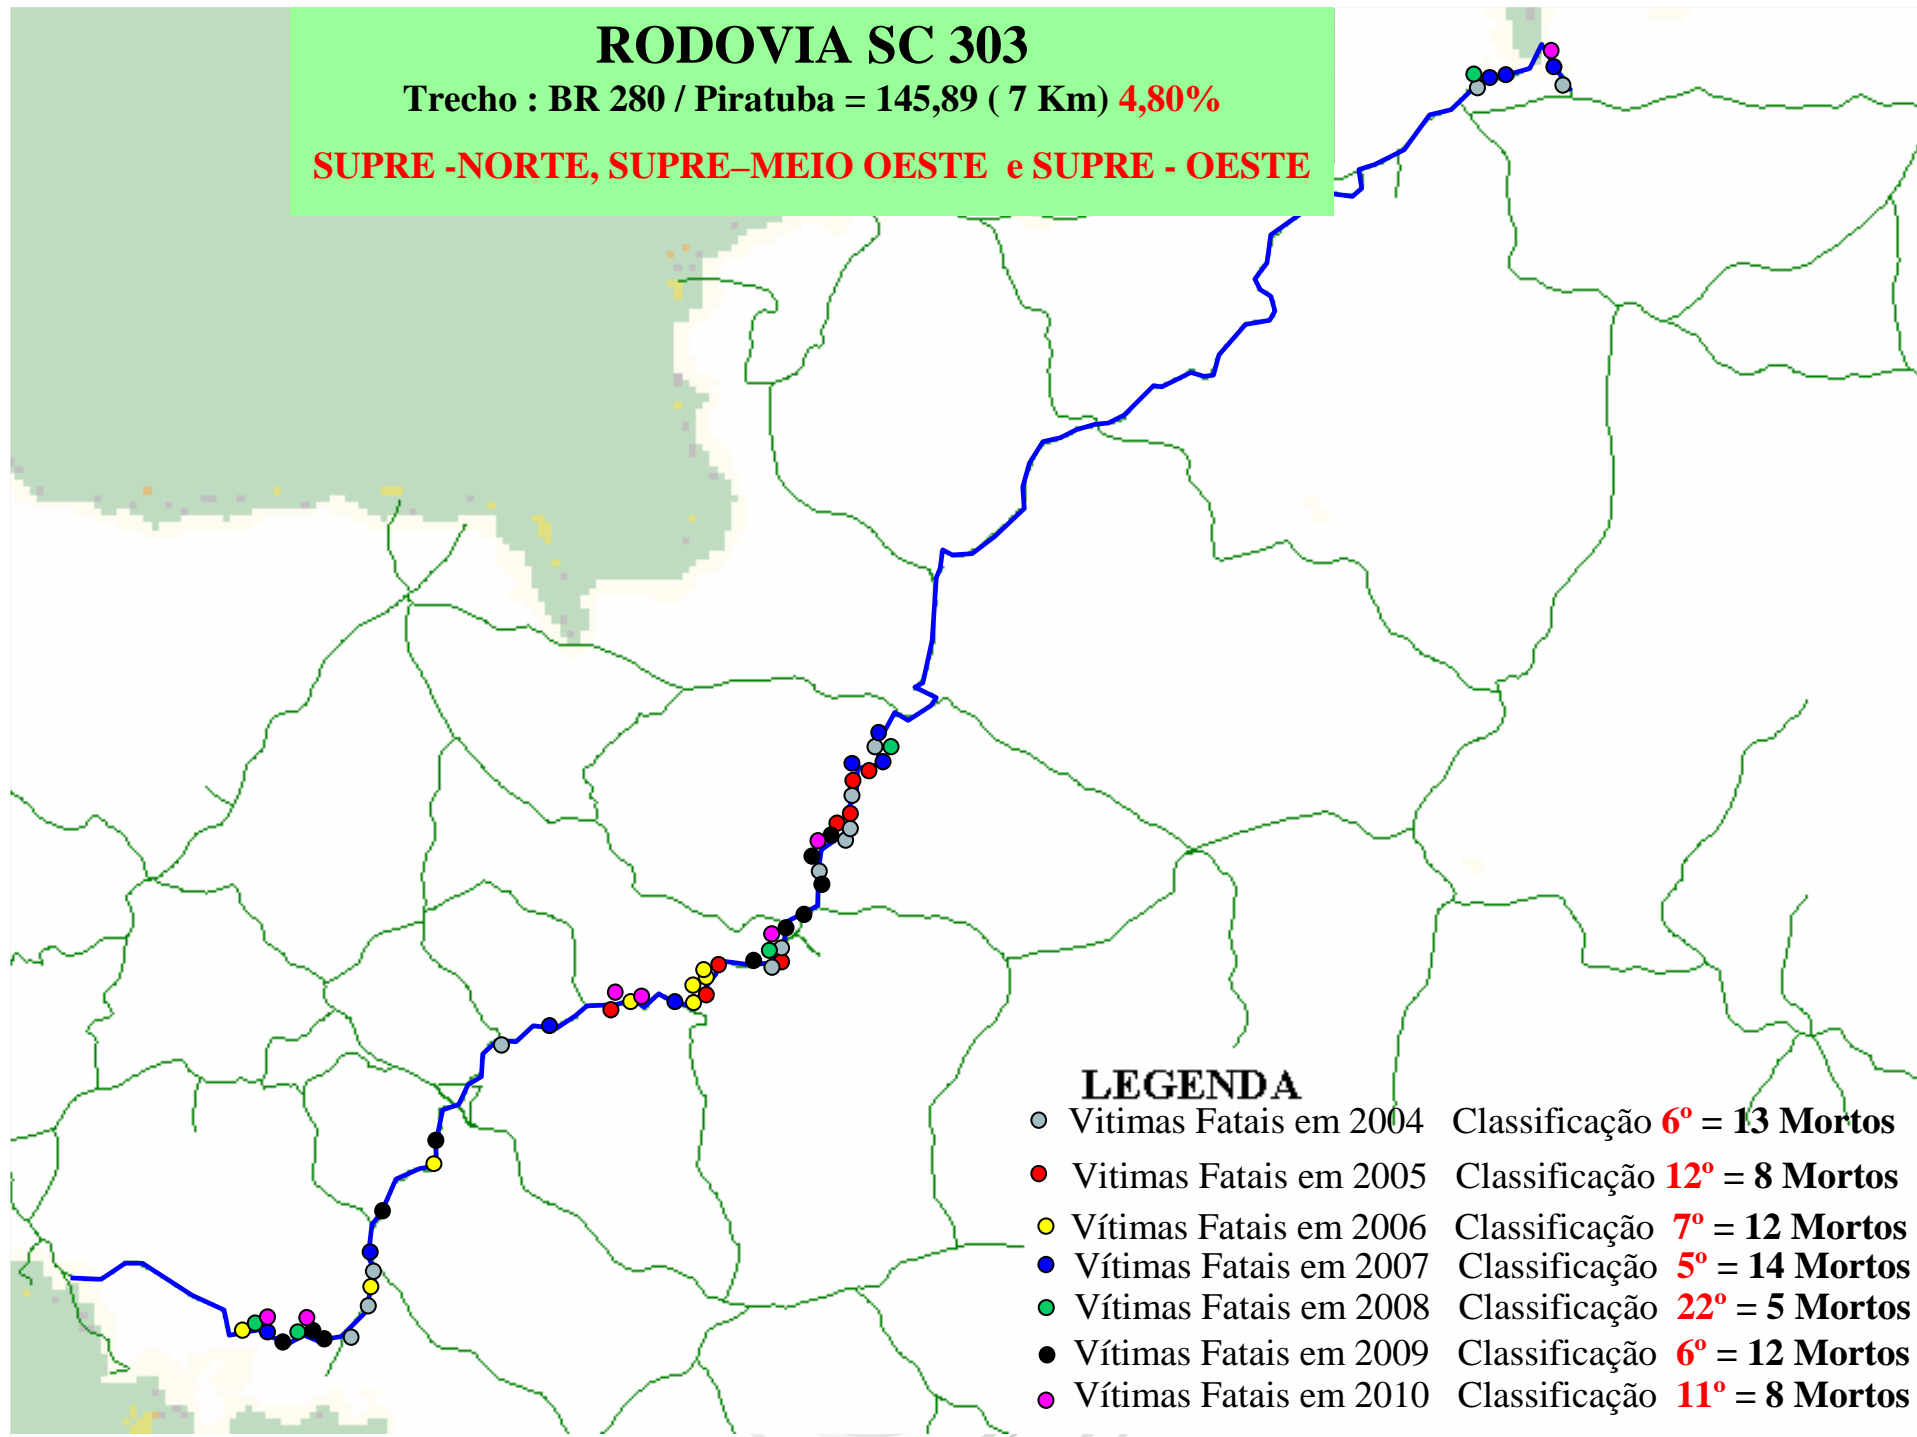 RODOVIA SC 303
Trecho : BR 280 / Piratuba = 145,89 ( 7 Km) 4,80%
SUPRE -NORTE, SUPRE–MEIO OESTE e SUPRE - OESTE
LEGENDA
Vitimas Fatais em 2004 Classificação 6º = 13 Mortos
Vitimas Fatais em 2005 Classificação 12º = 8 Mortos
Vítimas Fatais em 2006 Classificação 7º = 12 Mortos
Vítimas Fatais em 2007 Classificação 5º = 14 Mortos
Vítimas Fatais em 2008 Classificação 22º = 5 Mortos
Vítimas Fatais em 2009 Classificação 6º = 12 Mortos
Vítimas Fatais em 2010 Classificação 11º = 8 Mortos